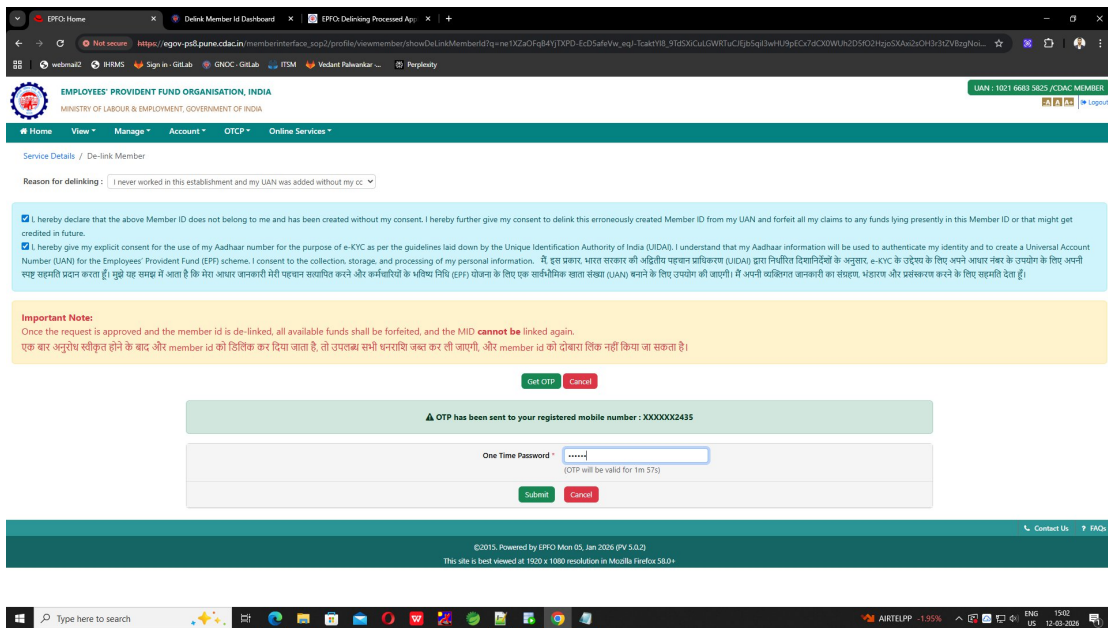 EPFO: Home
Delink Member Id Dashboard
EPFO: Delinking Processed App
Not secure https://egov-ps8.pune.cdac.in/memberinterface_sop2/profile/viewmember/showDeLinkMemberId?
webmail2 IHRMS Sign in · GitLab GNOC · GitLab ITSM Vedant Palwankar -... Perplexity
EMPLOYEES' PROVIDENT FUND ORGANISATION, INDIA
MINISTRY OF LABOUR & EMPLOYMENT, GOVERNMENT OF INDIA
UAN : 1021 6683 5825 /CDAC MEMBER
-A A A+ Logout
Home View Manage Account OTCP Online Services
Service Details / De-link Member
Reason for delinking : I never worked in this establishment and my UAN was added without my cc
I, hereby declare that the above Member ID does not belong to me and has been created without my consent. I hereby further give my consent to delink this erroneously created Member ID from my UAN and forfeit all my claims to any funds lying presently in this Member ID or that might get
credited in future.
I, hereby give my explicit consent for the use of my Aadhaar number for the purpose of e-KYC as per the guidelines laid down by the Unique Identification Authority of India (UIDAI). I understand that my Aadhaar information will be used to authenticate my identity and to create a Universal Account
Number (UAN) for the Employees' Provident Fund (EPF) scheme. I consent to the collection, storage, and processing of my personal information. मैं, इस प्रकार, भारत सरकार की अद्वितीय पहचान प्राधिकरण (UIDAI) द्वारा निर्धारित दिशानिर्देशों के अनुसार, e-KYC के उद्देश्य के लिए अपने आधार नंबर के उपयोग के लिए अपनी
स्पष्ट सहमति प्रदान करता हूँ। मुझे यह समझ में आता है कि मेरा आधार जानकारी मेरी पहचान सत्यापित करने और कर्मचारियों के भविष्य निधि (EPF) योजना के लिए एक सार्वभौमिक खाता संख्या (UAN) बनाने के लिए उपयोग की जाएगी। मैं अपनी व्यक्तिगत जानकारी का संग्रहण, भंडारण और प्रसंस्करण करने के लिए सहमति देता हूँ।
Important Note:
Once the request is approved and the member id is de-linked, all available funds shall be forfeited, and the MID cannot be linked again.
एक बार अनुरोध स्वीकृत होने के बाद और member id को डिलिंक कर दिया जाता है, तो उपलब्ध सभी धनराशि जब्त कर ली जाएगी, और member id को दोबारा लिंक नहीं किया जा सकता है।
Get OTP Cancel
OTP has been sent to your registered mobile number : XXXXXX2435
One Time Password * ••••••
(OTP will be valid for 1m 57s)
Submit Cancel
Contact Us ? FAQs
©2015. Powered by EPFO Mon 05, Jan 2026 (PV 5.0.2)
This site is best viewed at 1920 x 1080 resolution in Mozilla Firefox 58.0+
Type here to search
AIRTELPP -1.95%
ENG 15:02
US 12-03-2026